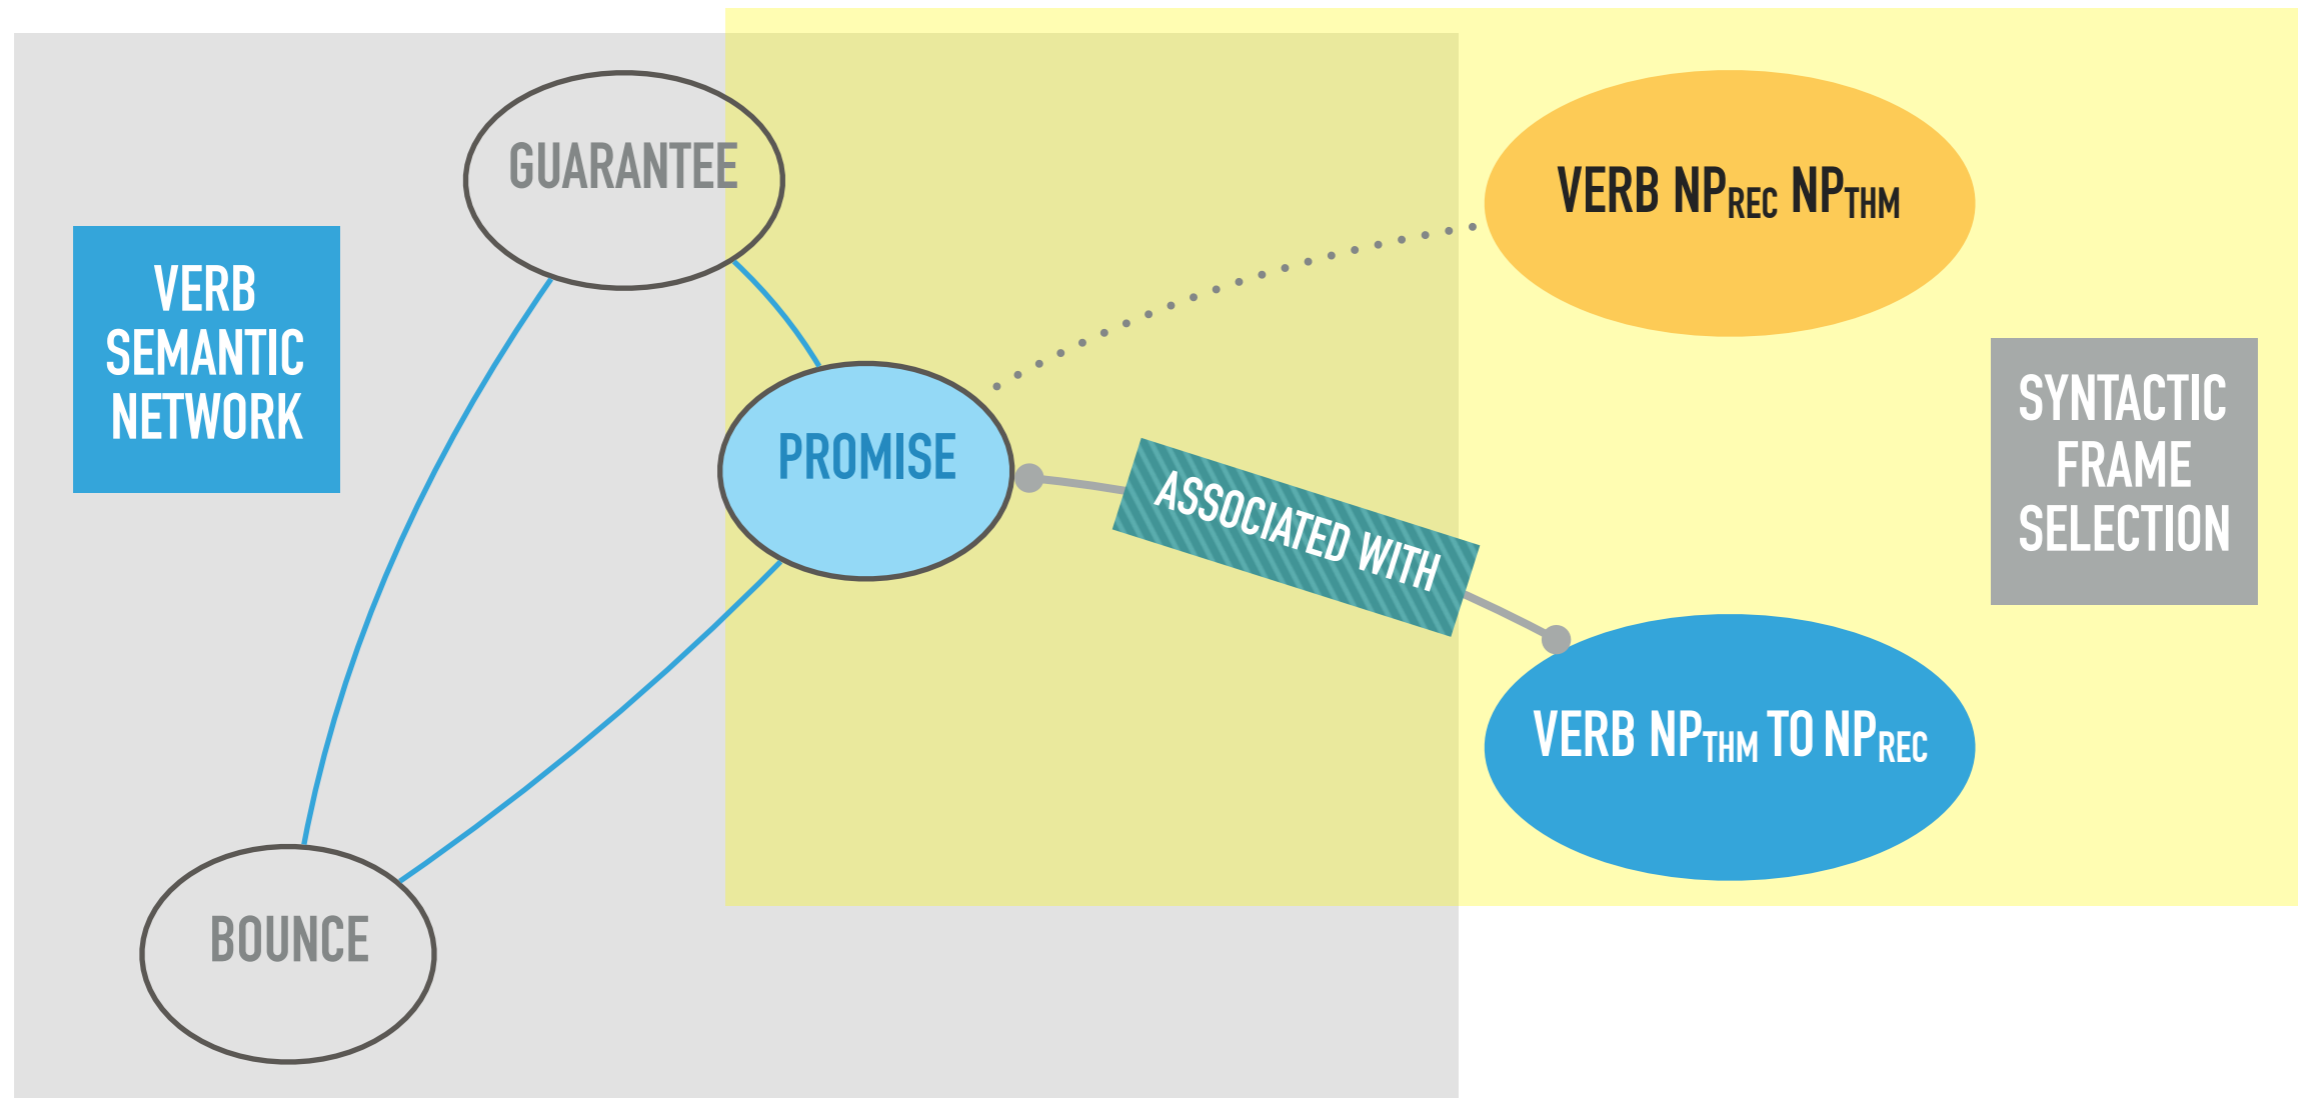 GUARANTEE
VERB NPREC NPTHM
VERB
SEMANTIC
NETWORK
PROMISE
ASSOCIATED WITH
SYNTACTIC
FRAME
SELECTION
VERB NPTHM TO NPREC
BOUNCE